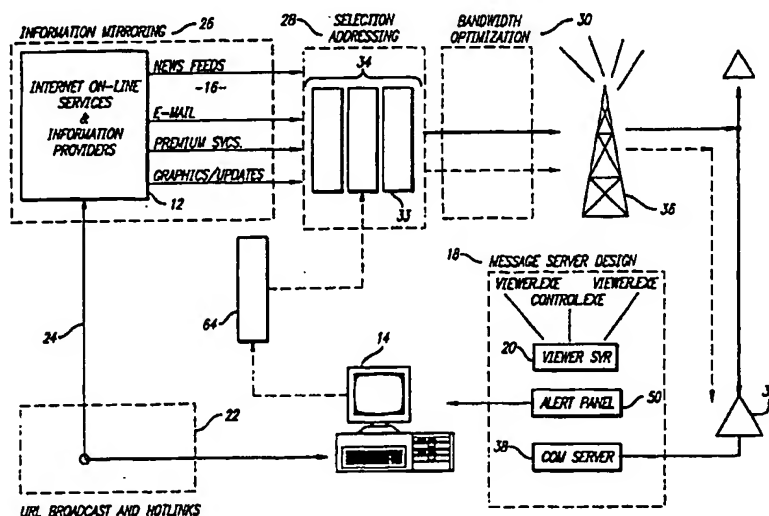 INFORMATION MIRRORING
26
INTERNET ON-LINE
SERVICES
&
INFORMATION
PROVIDERS
12
NEWS FEEDS
-16-
E-MAIL
PREMIUM SVCS.
GRAPHICS/UPDATES
28
SELECTION
ADDRESSING
34
33
BANDWIDTH
OPTIMIZATION
30
36
24
64
14
22
URL BROADCAST AND HOTLINKS
18
MESSAGE SERVER DESIGN
VIEWER.EXE
VIEWER.EXE
CONTROL.EXE
20
VIEWER SVR
ALERT PANEL
50
38
COM SERVER